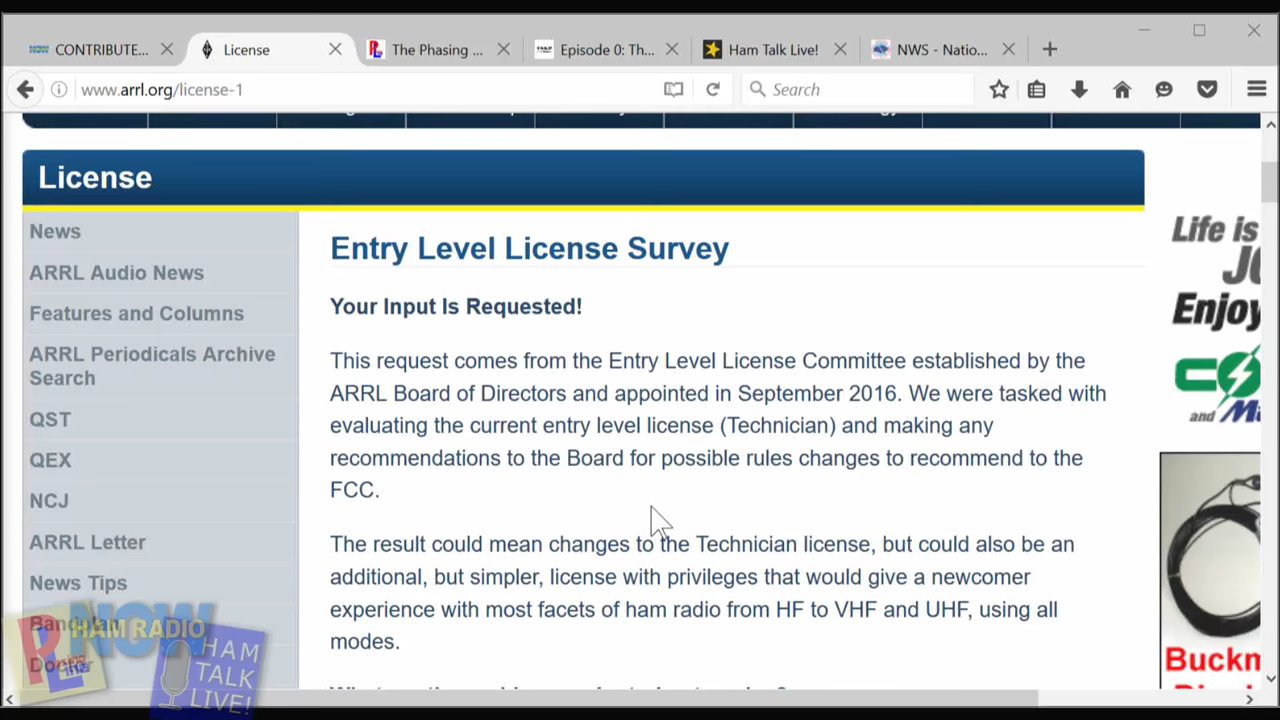 CONTRIBUTE...
License
The Phasing ...
Episode 0: Th...
Ham Talk Live!
NWS - Natio...
www.arrl.org/license-1
Search
License
News
ARRL Audio News
Features and Columns
ARRL Periodicals Archive
Search
QST
QEX
NCJ
ARRL Letter
News Tips
Entry Level License Survey
Your Input Is Requested!
This request comes from the Entry Level License Committee established by the
ARRL Board of Directors and appointed in September 2016. We were tasked with
evaluating the current entry level license (Technician) and making any
recommendations to the Board for possible rules changes to recommend to the
FCC.
The result could mean changes to the Technician license, but could also be an
additional, but simpler, license with privileges that would give a newcomer
experience with most facets of ham radio from HF to VHF and UHF, using all
modes.
Life is
Enjoy
and
Buckm
HAM RADIO
NOW
HAM
TALK
LIVE!